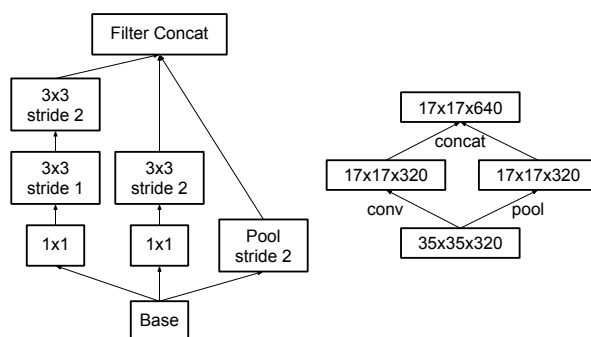 Filter Concat
3x3
stride 2
3x3
stride 1
3x3
stride 2
1x1
1x1
Pool
stride 2
Base
17x17x640
concat
17x17x320
17x17x320
conv
pool
35x35x320